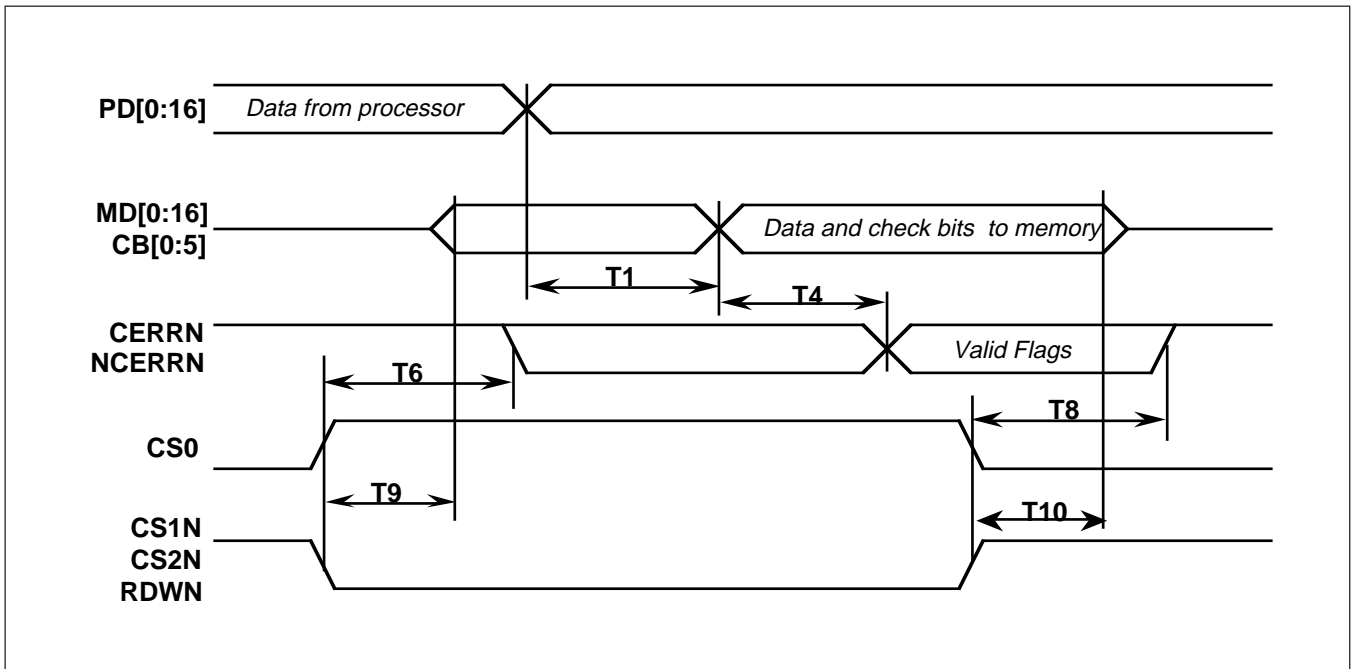 PD[0:16] Data from processor
MD[0:16]
CB[0:5]
Data and check bits to memory
T1
T4
CERRN
NCERRN
Valid Flags
T6
T8
CS0
T9
T10
CS1N
CS2N
RDWN